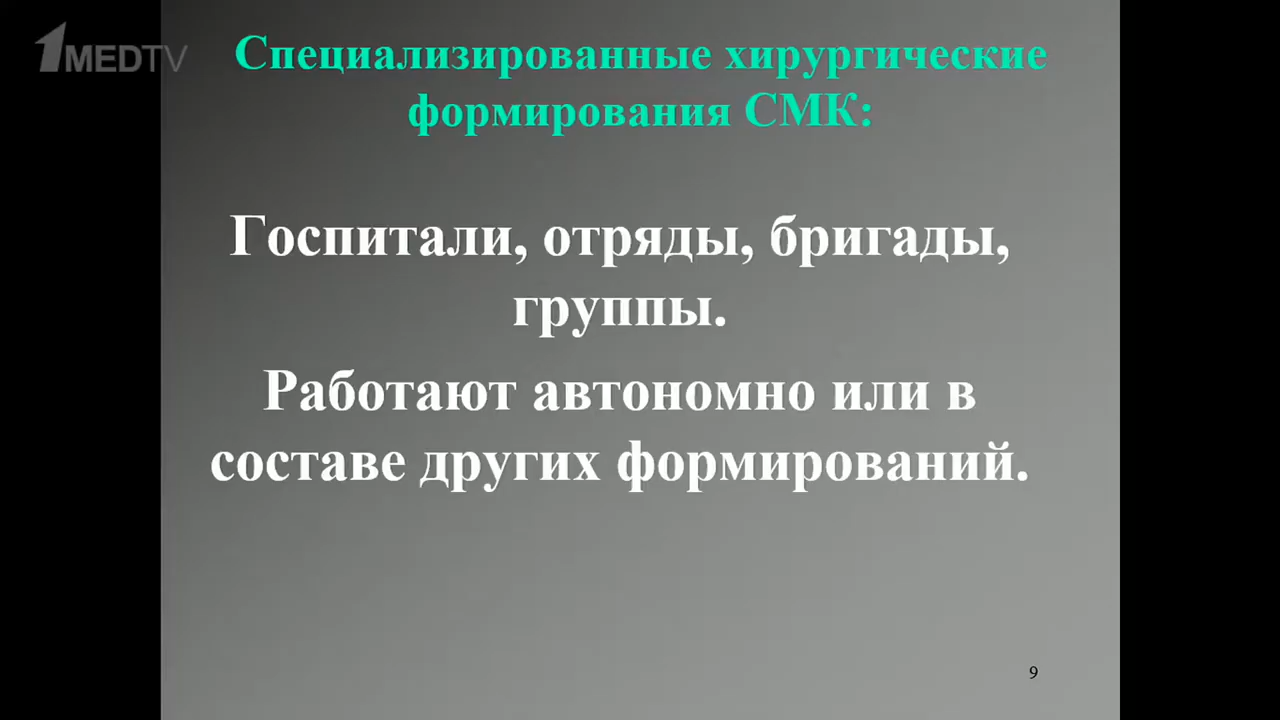 1MEDTV
Специализированные хирургические
формирования СМК:
Госпитали, отряды, бригады,
группы.
Работают автономно или в
составе других формирований.
9